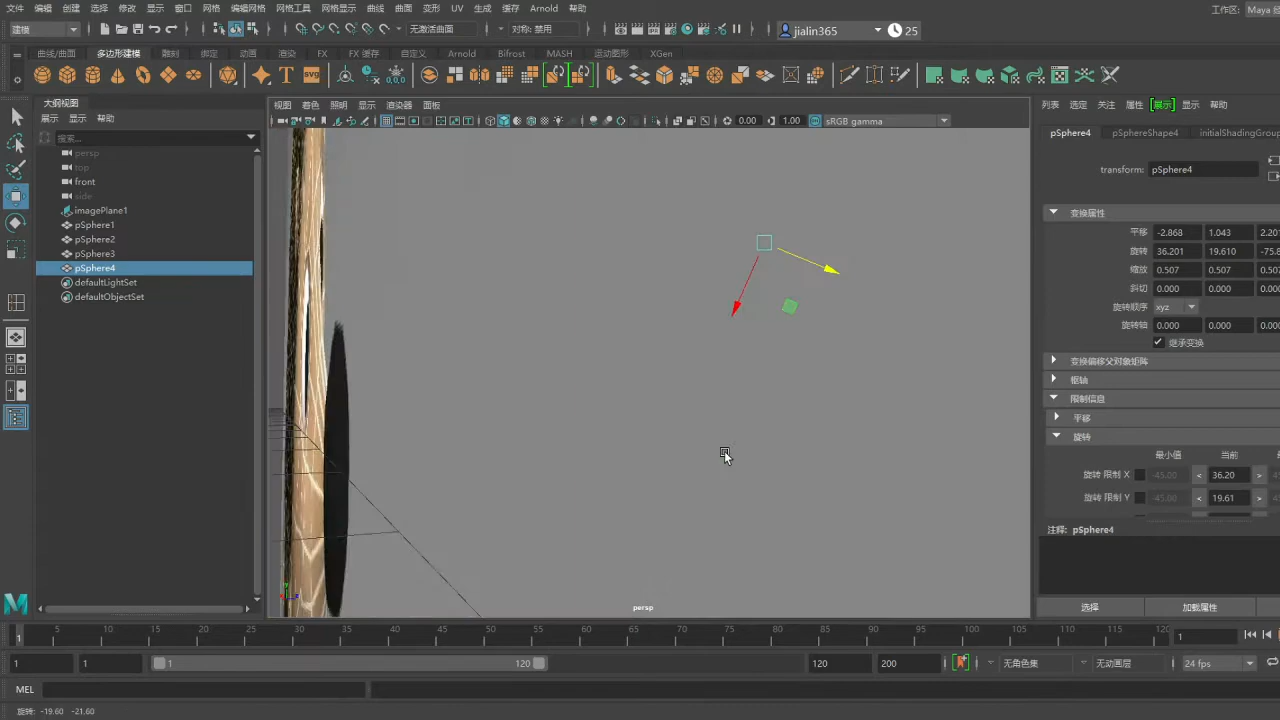 文件 编辑 创建 选择 修改 显示 窗口 网格 编辑网格 网格工具 网格显示 曲线 曲面 变形 UV 生成 缓存 Arnold 帮助
工作区: Maya
建模 无激活曲面 对称: 禁用 jialin365 25
曲线/曲面 多边形建模 雕刻 绑定 动画 渲染 FX FX 缓存 自定义 Arnold Bifrost MASH 运动图形 XGen
大纲视图
展示 显示 帮助
搜索...
persp
top
front
side
imagePlane1
pSphere1
pSphere2
pSphere3
pSphere4
defaultLightSet
defaultObjectSet
视图 着色 照明 显示 渲染器 面板
0.00 1.00 sRGB gamma
persp
列表 选定 关注 属性 展示 显示 帮助
pSphere4 pSphereShape4 initialShadingGroup
transform: pSphere4
变换属性
平移 -2.868 1.043 2.201
旋转 36.201 19.610 -75.8
缩放 0.507 0.507 0.507
斜切 0.000 0.000 0.000
旋转顺序 xyz
旋转轴 0.000 0.000 0.000
继承变换
变换偏移父对象矩阵
枢轴
限制信息
平移
旋转
最小值 当前
旋转 限制 X -45.00 < 36.20 > -45
旋转 限制 Y -45.00 < 19.61 > -45
注释: pSphere4
选择 加载属性
5 10 15 20 25 30 35 40 45 50 55 60 65 70 75 80 85 90 95 100 105 110 115 120
1 1
1 1 1 120 120 200 无角色集 无动画层 24 fps
MEL
旋转: -19.60 -21.60